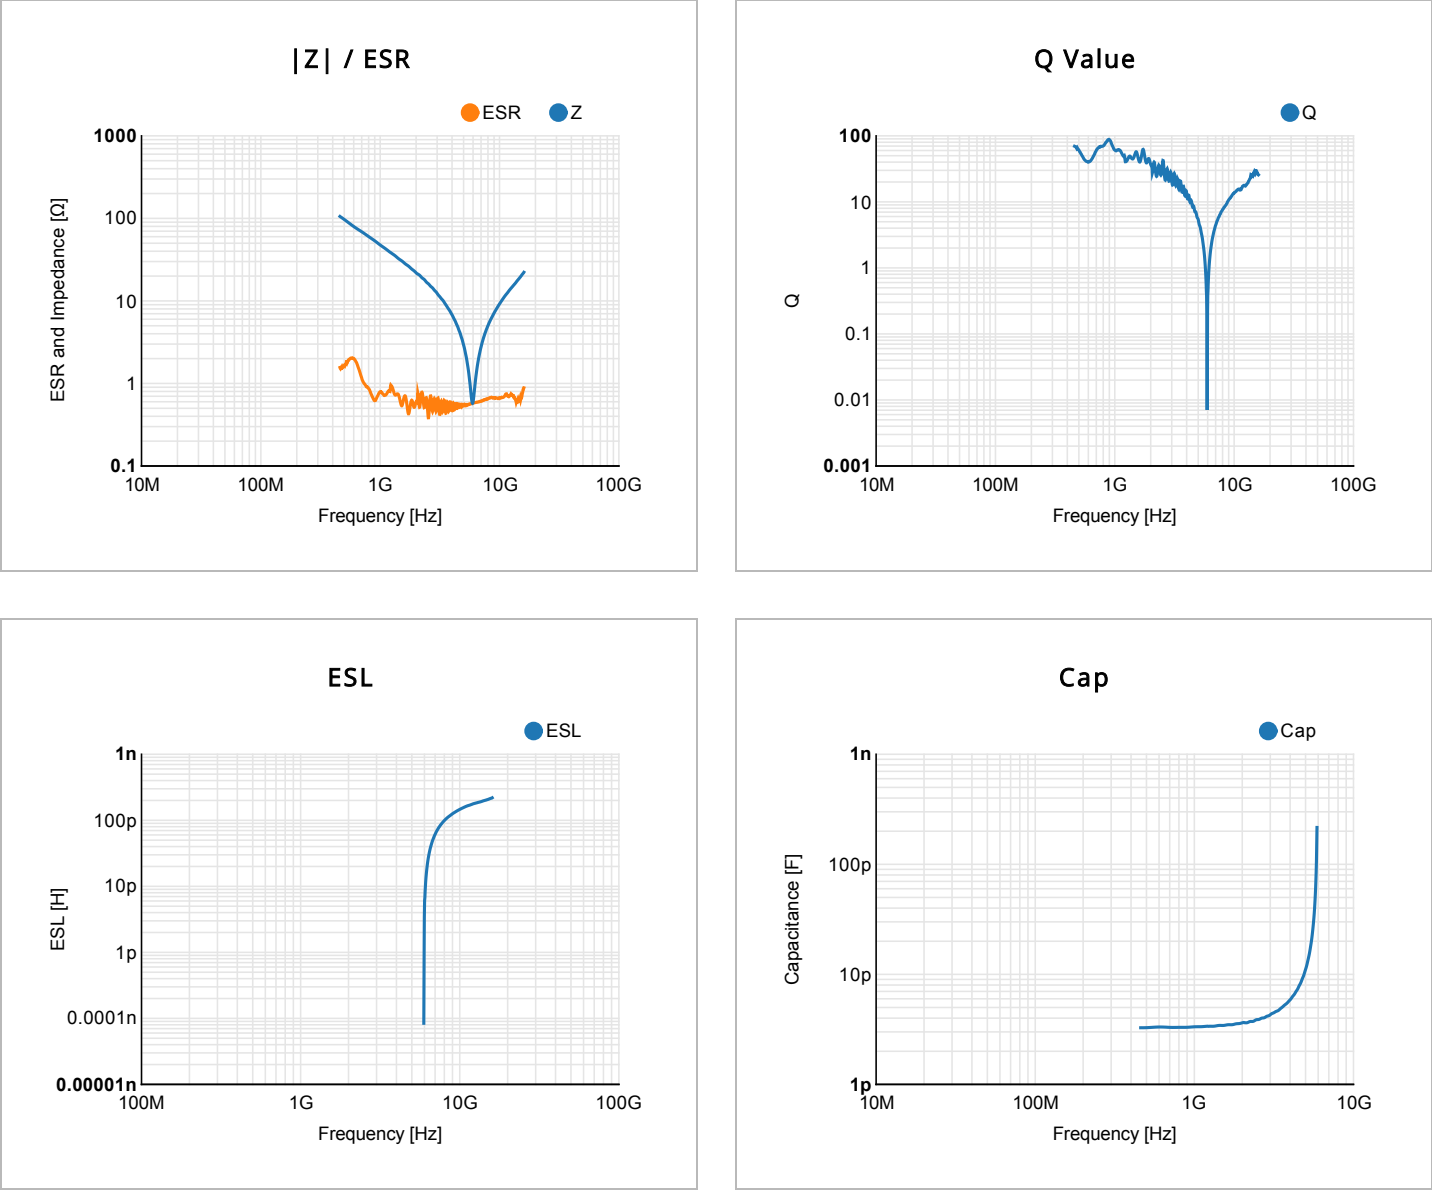 |Z| / ESR
ESR Z
1000
100
10
1
0.1
ESR and Impedance [Ω]
10M 100M 1G 10G 100G
Frequency [Hz]
Q Value
Q
100
10
1
0.1
0.01
0.001
Q
10M 100M 1G 10G 100G
Frequency [Hz]
ESL
ESL
1n
100p
10p
1p
0.0001n
0.00001n
ESL [H]
100M 1G 10G 100G
Frequency [Hz]
Cap
Cap
1n
100p
10p
1p
Capacitance [F]
10M 100M 1G 10G
Frequency [Hz]